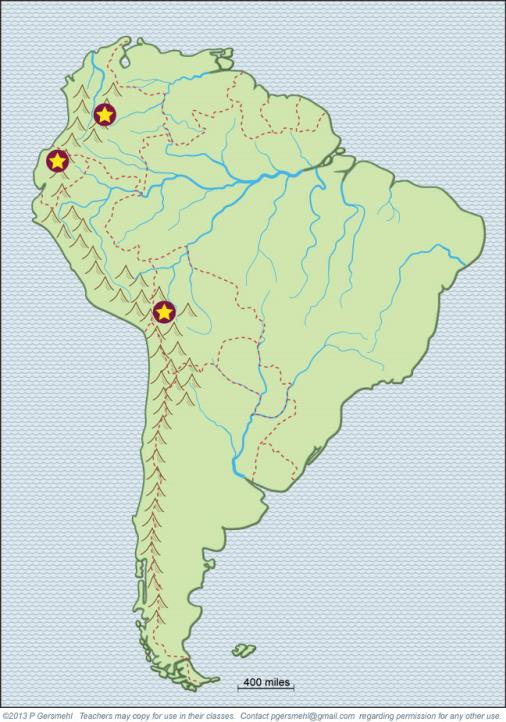 400 miles
©2013 P Gersmehl   Teachers may copy for use in their classes.   Contact pgersmehl@gmail.com  regarding permission for any other use.